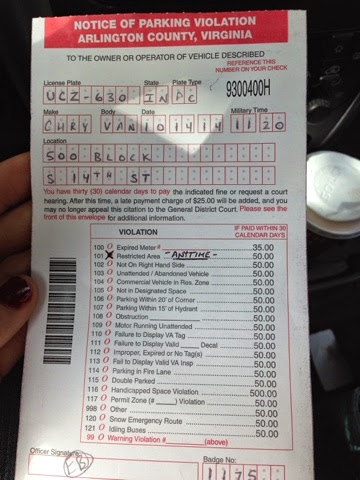 NOTICE OF PARKING VIOLATION
ARLINGTON COUNTY, VIRGINIA
TO THE OWNER OR OPERATOR OF VEHICLE DESCRIBED
REFERENCE THIS
NUMBER ON YOUR CHECK
License Plate State Plate Type
9300400H
UCZ-630 IN PC
Make Body Date Military Time
CHRY VAN 101414 1120
Location
500 BLOCK
S 14TH ST
You have thirty (30) calendar days to pay the indicated fine or request a court
hearing. After this time, a late payment charge of $25.00 will be added, and you
may no longer appeal this citation to the General District Court. Please see the
front of this envelope for additional information.
VIOLATION IF PAID WITHIN 30
CALENDAR DAYS
100 O Expired Meter # 35.00
101 X Restricted Area -ANYTIME- 50.00
102 O Not On Right Hand Side 50.00
103 O Unattended / Abandoned Vehicle 50.00
104 O Commercial Vehicle in Res. Zone 50.00
105 O Not in Designated Space 50.00
106 O Parking Within 20' of Corner 50.00
107 O Parking Within 15' of Hydrant 50.00
108 O Obstruction 50.00
109 O Motor Running Unattended 50.00
110 O Failure to Display VA Tag 50.00
111 O Failure to Display Valid Decal 50.00
112 O Improper, Expired or No Tag(s) 50.00
113 O Fail to Display Valid VA Insp 50.00
114 O Parking in Fire Lane 50.00
115 O Double Parked 50.00
116 O Handicapped Space Violation 500.00
117 O Permit Zone (# ) Violation 50.00
998 O Other 50.00
120 O Snow Emergency Route 50.00
121 O Idling Buses 50.00
99 O Warning Violation # (above)
Officer Signature Badge No:
EB 1175